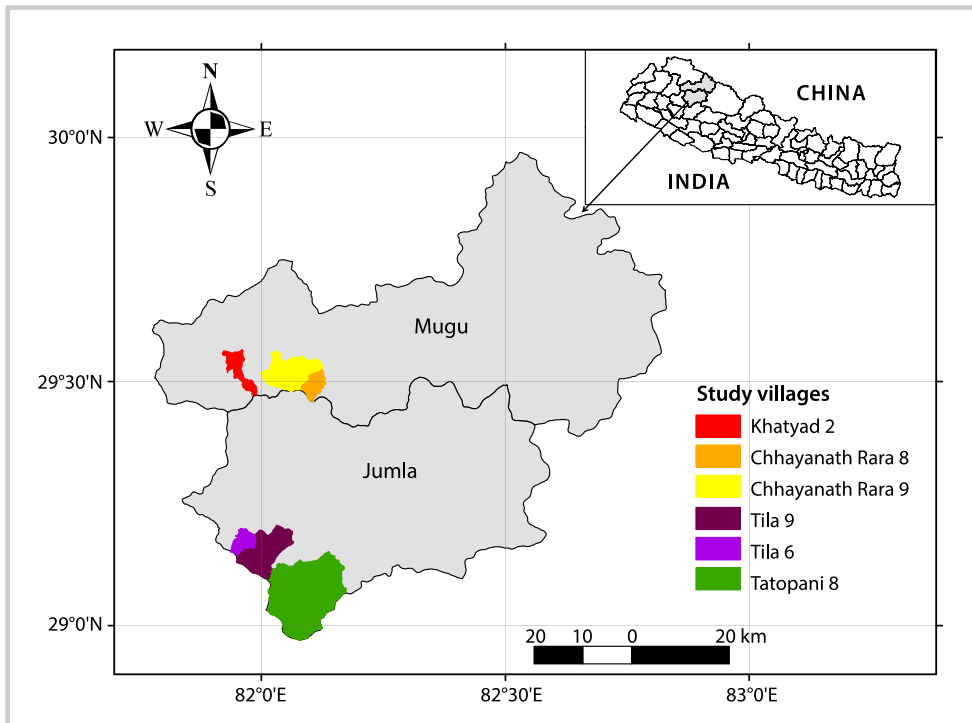 N
W
E
S
CHINA
INDIA
30°0'N
29°30'N
29°0'N
Mugu
Jumla
Study villages
Khatyad 2
Chhayanath Rara 8
Chhayanath Rara 9
Tila 9
Tila 6
Tatopani 8
20 10 0 20 km
82°0'E 82°30'E 83°0'E